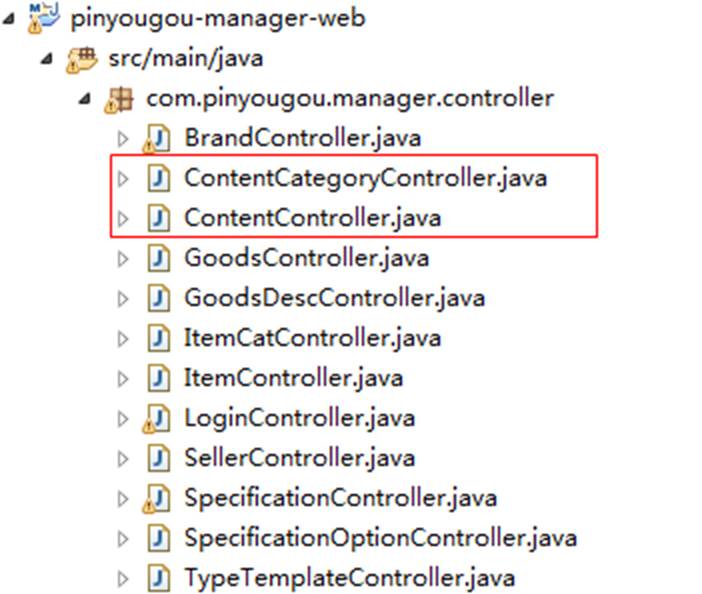 pinyougou-manager-web
src/main/java
com.pinyougou.manager.controller
BrandController.java
ContentCategoryController.java
ContentController.java
GoodsController.java
GoodsDescController.java
ItemCatController.java
ItemController.java
LoginController.java
SellerController.java
SpecificationController.java
SpecificationOptionController.java
TypeTemplateController.java